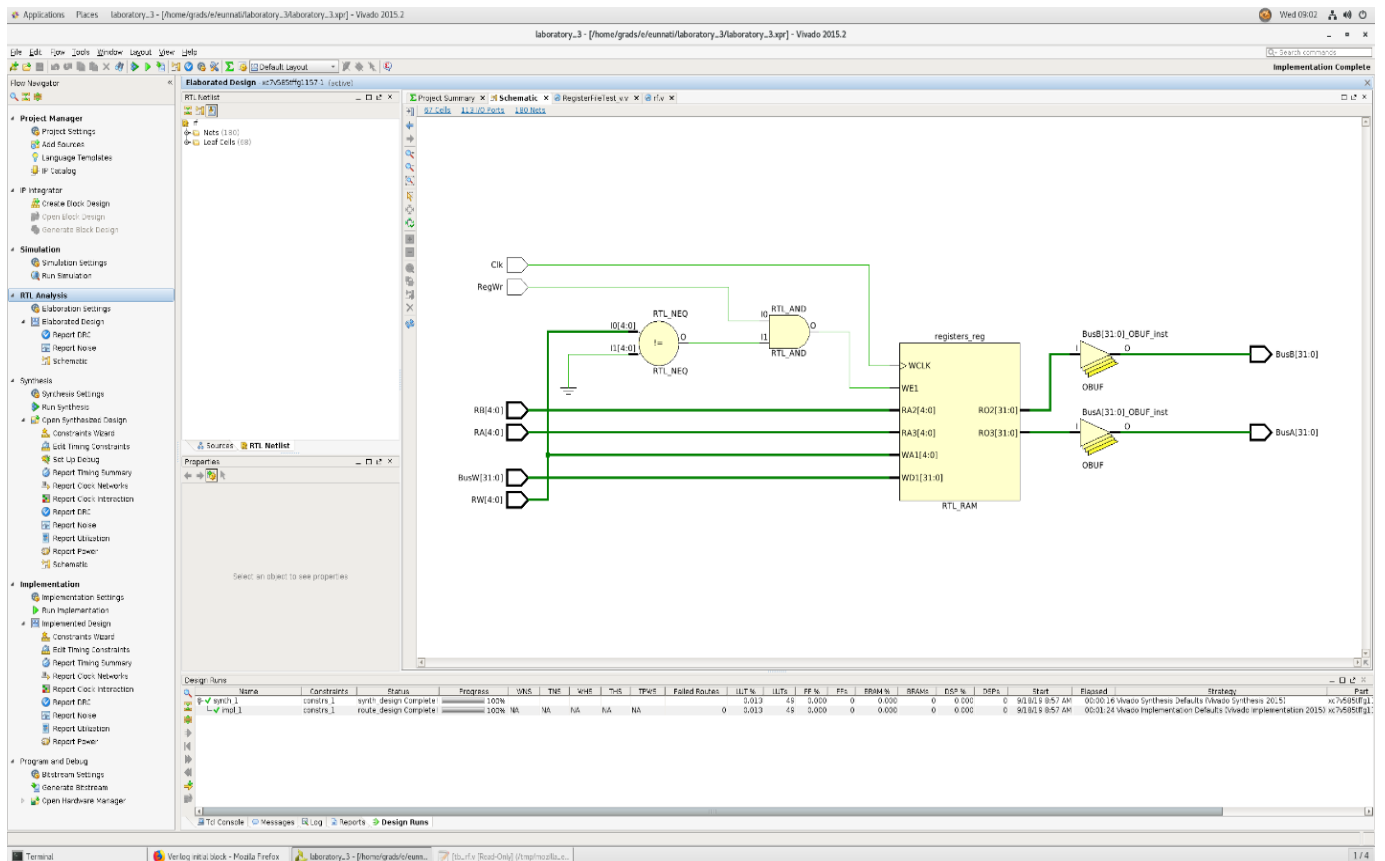 Applications Places laboratory_3 - [/home/grads/e/eunnati/laboratory_3/laboratory_3.xpr] - Vivado 2015.2
Wed 09:02
laboratory_3 - [/home/grads/e/eunnati/laboratory_3/laboratory_3.xpr] - Vivado 2015.2
File Edit Flow Tools Window Layout View Help
Search commands
Default Layout
Implementation Complete
Flow Navigator
Project Manager
Project Settings
Add Sources
Language Templates
IP Catalog
IP Integrator
Create Block Design
Open Block Design
Generate Block Design
Simulation
Simulation Settings
Run Simulation
RTL Analysis
Elaboration Settings
Elaborated Design
Report DRC
Report Noise
Schematic
Synthesis
Synthesis Settings
Run Synthesis
Open Synthesized Design
Constraints Wizard
Edit Timing Constraints
Set Up Debug
Report Timing Summary
Report Clock Networks
Report Clock Interaction
Report DRC
Report Noise
Report Utilization
Report Power
Schematic
Implementation
Implementation Settings
Run Implementation
Implemented Design
Constraints Wizard
Edit Timing Constraints
Report Timing Summary
Report Clock Networks
Report Clock Interaction
Report DRC
Report Noise
Report Utilization
Report Power
Program and Debug
Bitstream Settings
Generate Bitstream
Open Hardware Manager
Elaborated Design - xc7v585tffg1157-1 (active)
RTL Netlist
rf
Nets (180)
Leaf Cells (68)
Sources RTL Netlist
Properties
Select an object to see properties
Project Summary Schematic RegisterFileTest_v.v rf.v
67 Cells 113 I/O Ports 180 Nets
Clk
RegWr
RTL_NEQ
I0[4:0]
I1[4:0]
!=
O
RTL_NEQ
RTL_AND
I0
I1
O
RTL_AND
RB[4:0]
RA[4:0]
BusW[31:0]
RW[4:0]
registers_reg
WCLK
WE1
RA2[4:0] RO2[31:0]
RA3[4:0] RO3[31:0]
WA1[4:0]
WD1[31:0]
RTL_RAM
BusB[31:0]_OBUF_inst
I O
OBUF
BusB[31:0]
BusA[31:0]_OBUF_inst
I O
OBUF
BusA[31:0]
Design Runs
Name Constraints Status Progress WNS TNS WHS THS TPWS Failed Routes LUT % LUTs FF % FFs BRAM % BRAMs DSP % DSPs Start Elapsed Strategy Part
synth_1 constrs_1 synth_design Complete! 100% 0.013 49 0.000 0 0.000 0 0.000 0 9/18/19 8:57 AM 00:00:16 Vivado Synthesis Defaults (Vivado Synthesis 2015)
impl_1 constrs_1 route_design Complete! 100% NA NA NA NA NA 0 0.013 49 0.000 0 0.000 0 0.000 0 9/18/19 8:57 AM 00:01:24 Vivado Implementation Defaults (Vivado Implementation 2015)
Tcl Console Messages Log Reports Design Runs
Terminal
Verilog initial block - Mozilla Firefox
laboratory_3 - [/home/grads/e/eunn...
[tb_rf.v [Read-Only] (/tmp/mozilla_e...
1 / 4